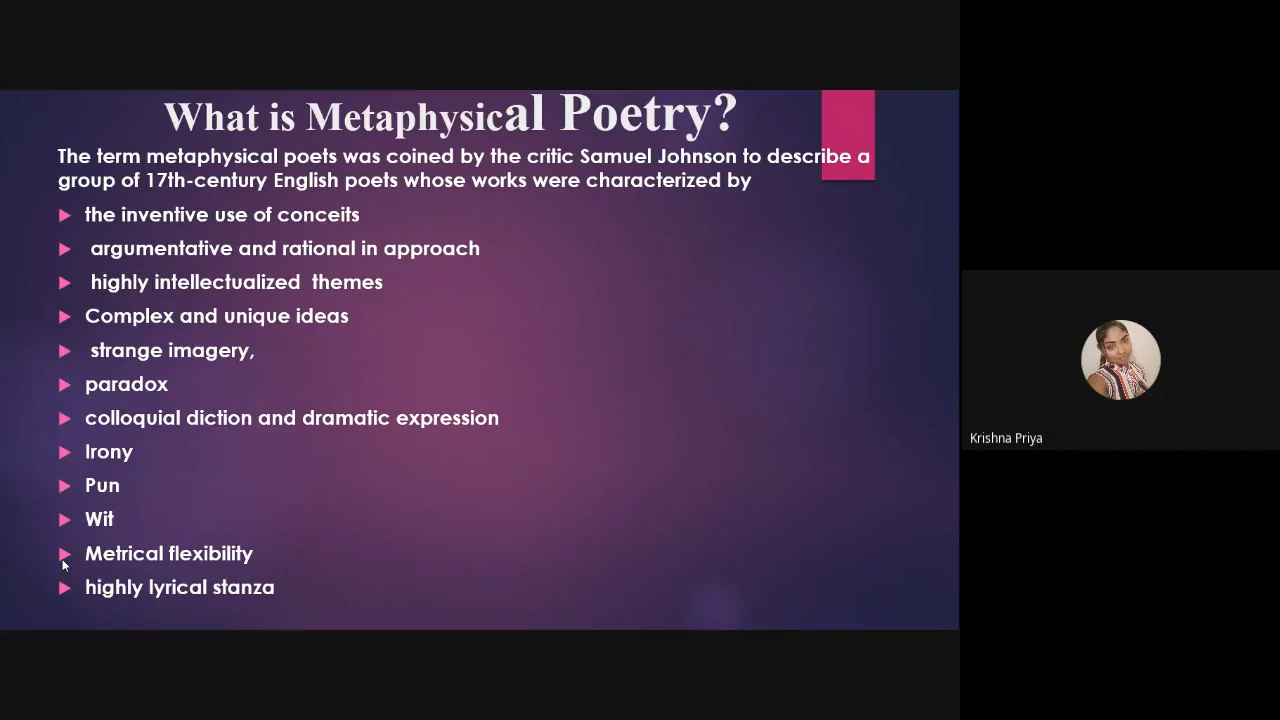 What is Metaphysical Poetry?
The term metaphysical poets was coined by the critic Samuel Johnson to describe a
group of 17th-century English poets whose works were characterized by
the inventive use of conceits
argumentative and rational in approach
highly intellectualized themes
Complex and unique ideas
strange imagery,
paradox
colloquial diction and dramatic expression
Irony
Pun
Wit
Metrical flexibility
highly lyrical stanza
Krishna Priya